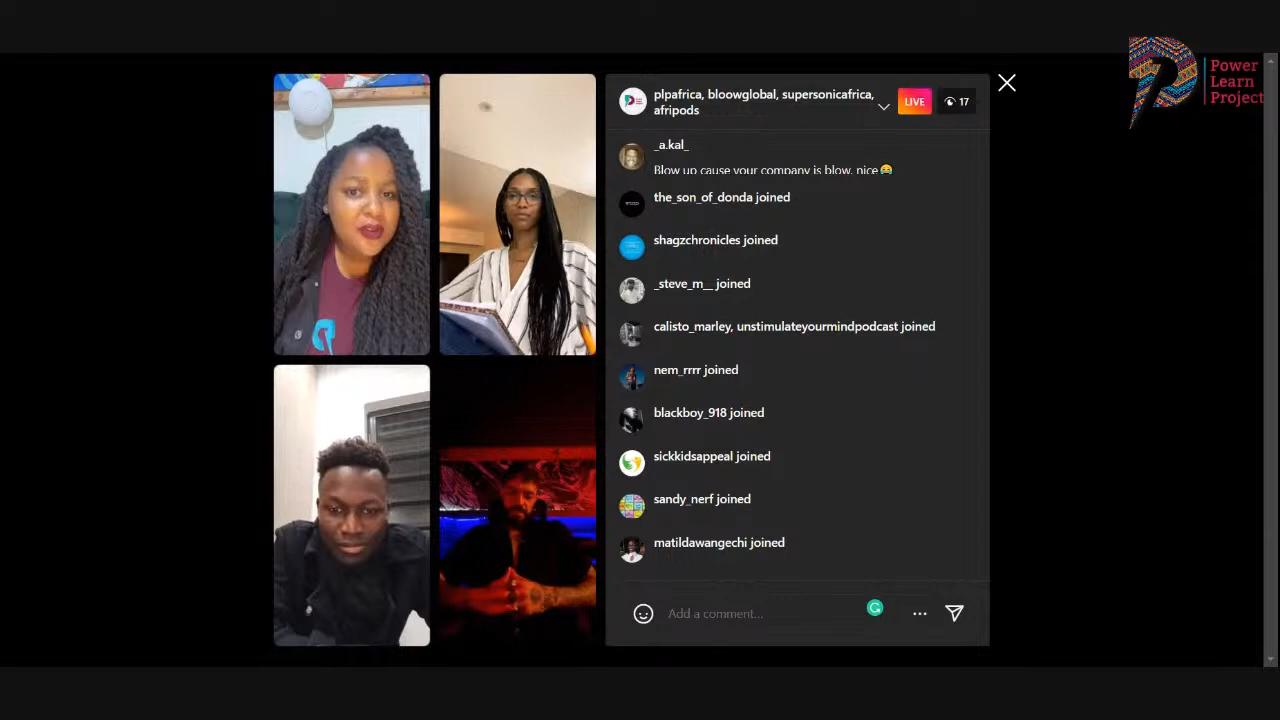 Power
Learn
Project
plpafrica, bloowglobal, supersonicafrica,
afripods
LIVE
17
_a.kal_
Blow up cause your company is blow, nice😭
the_son_of_donda joined
shagzchronicles joined
_steve_m__ joined
calisto_marley, unstimulateyourmindpodcast joined
nem_rrrr joined
blackboy_918 joined
sickkidsappeal joined
sandy_nerf joined
matildawangechi joined
Add a comment...